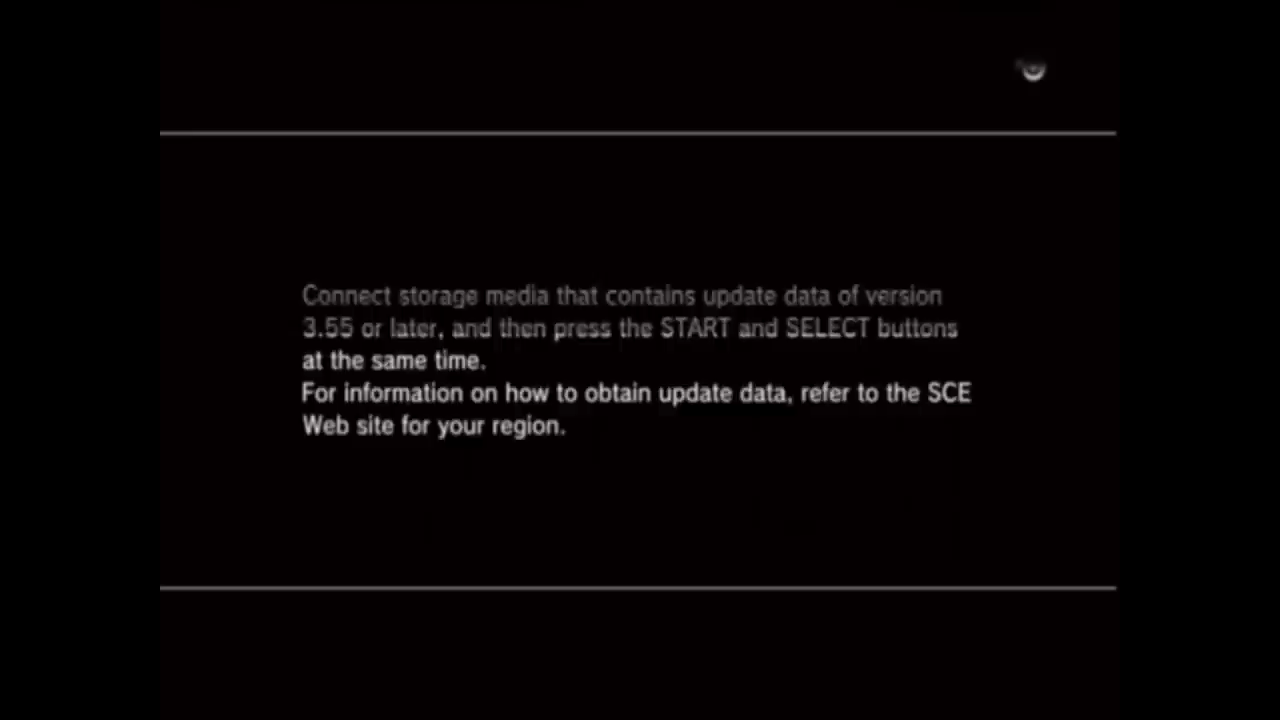 Connect storage media that contains update data of version
3.55 or later, and then press the START and SELECT buttons
at the same time.
For information on how to obtain update data, refer to the SCE
Web site for your region.